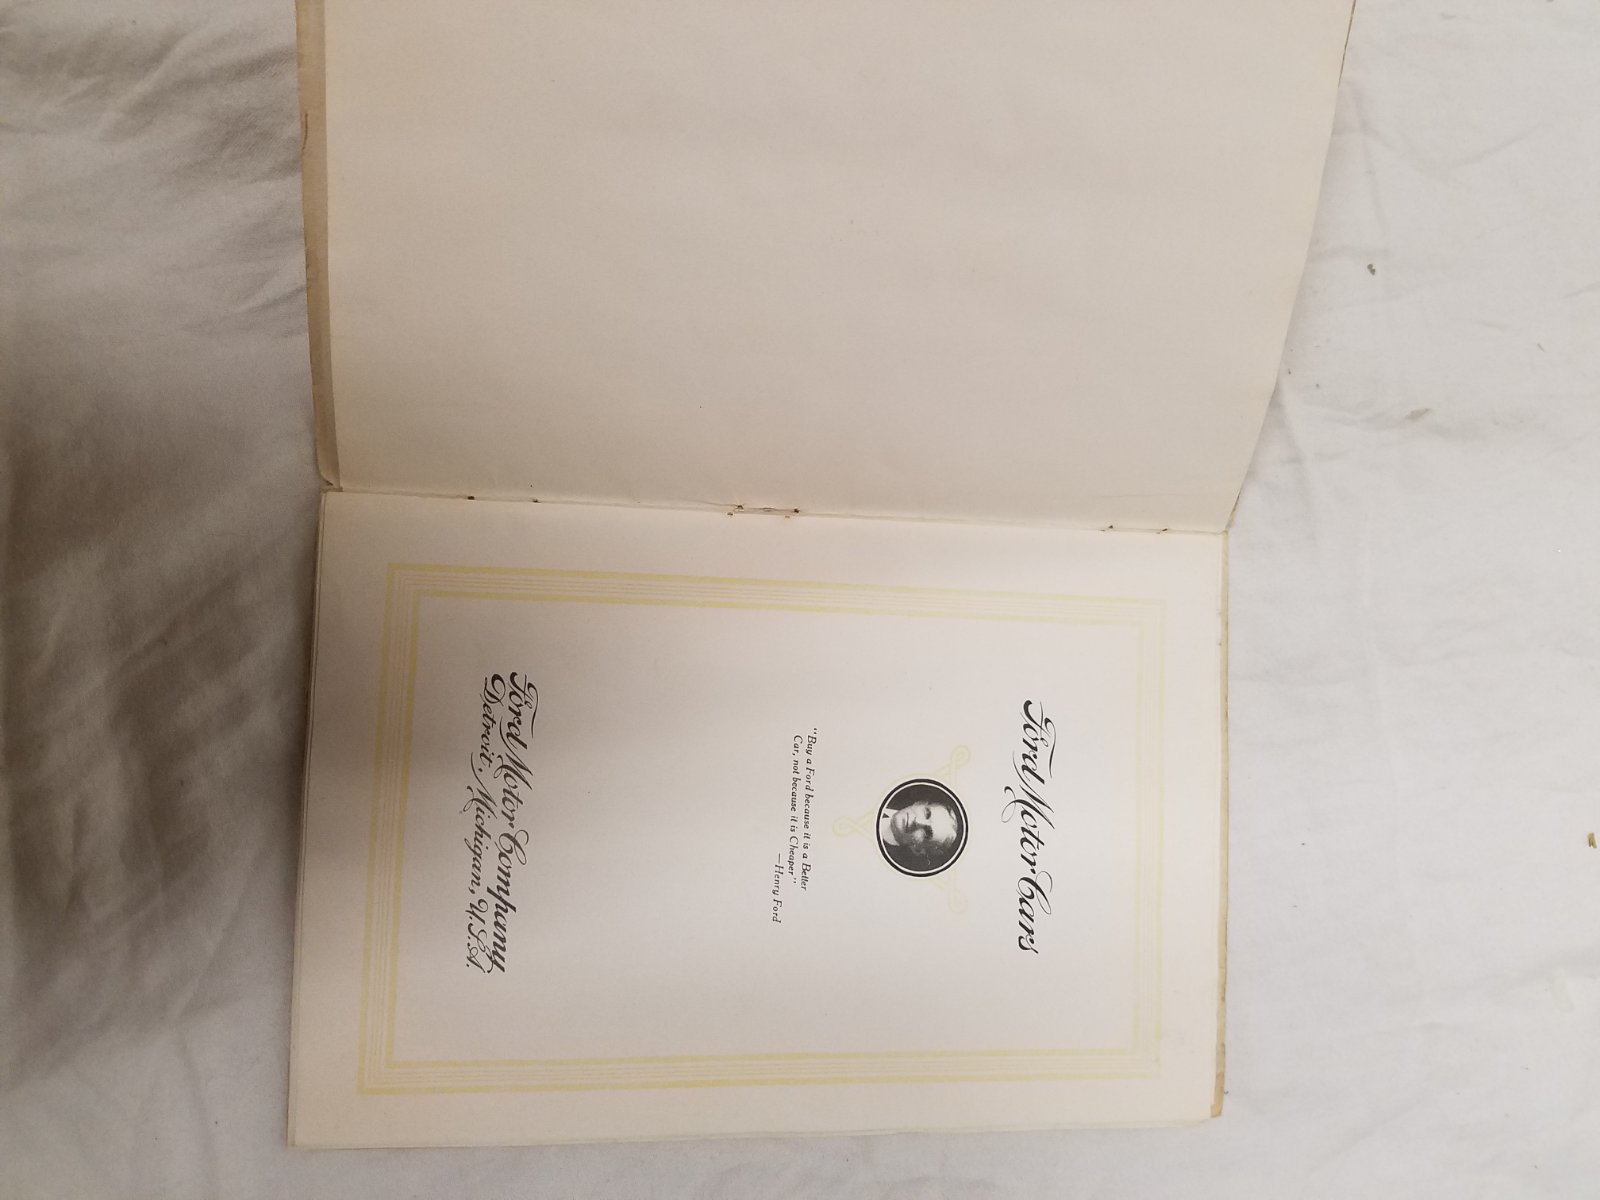 Ford Motor Cars
"Buy a Ford because it is a Better
Car, not because it is Cheaper"
—Henry Ford
Ford Motor Company
Detroit, Michigan, U.S.A.